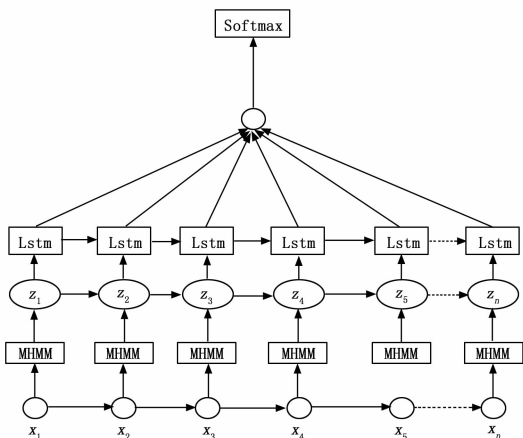 Softmax
Lstm Lstm Lstm Lstm Lstm Lstm
z1 z2 z3 z4 z5 zn
MHMM MHMM MHMM MHMM MHMM MHMM
x1 x2 x3 x4 x5 xn